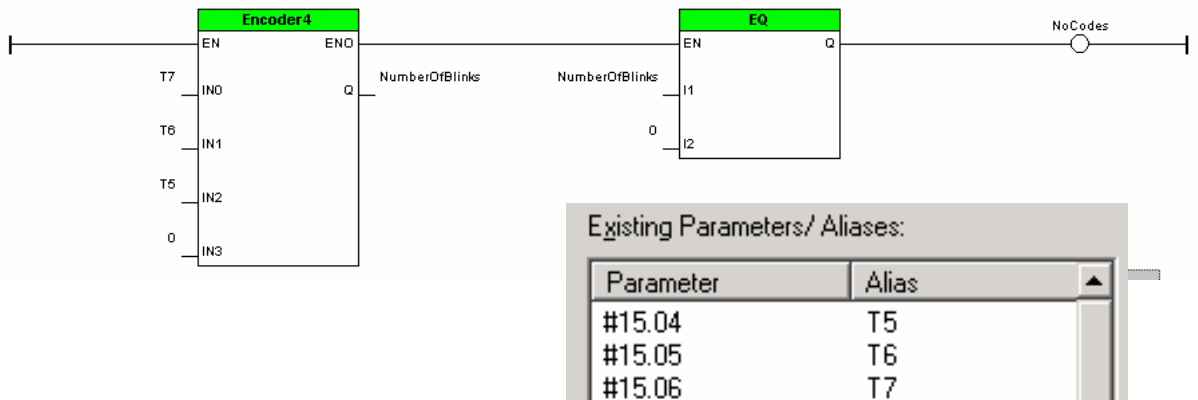 Encoder4
EN ENO
T7 IN0 Q NumberOfBlinks
T6 IN1
T5 IN2
0 IN3
EQ
EN Q
NumberOfBlinks I1
0 I2
NoCodes
Existing Parameters/ Aliases:
Parameter Alias
#15.04 T5
#15.05 T6
#15.06 T7